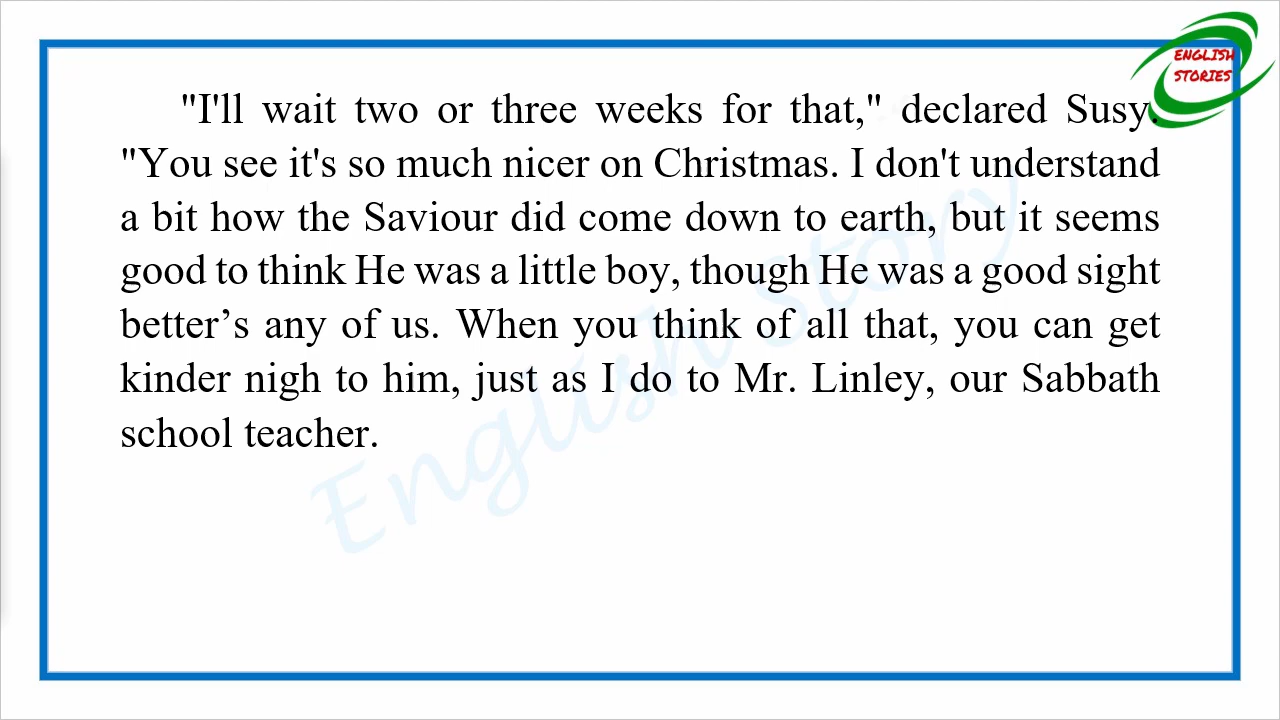 ENGLISH
STORIES
"I'll wait two or three weeks for that," declared Susy.
"You see it's so much nicer on Christmas. I don't understand
a bit how the Saviour did come down to earth, but it seems
good to think He was a little boy, though He was a good sight
better’s any of us. When you think of all that, you can get
kinder nigh to him, just as I do to Mr. Linley, our Sabbath
school teacher.
English Story